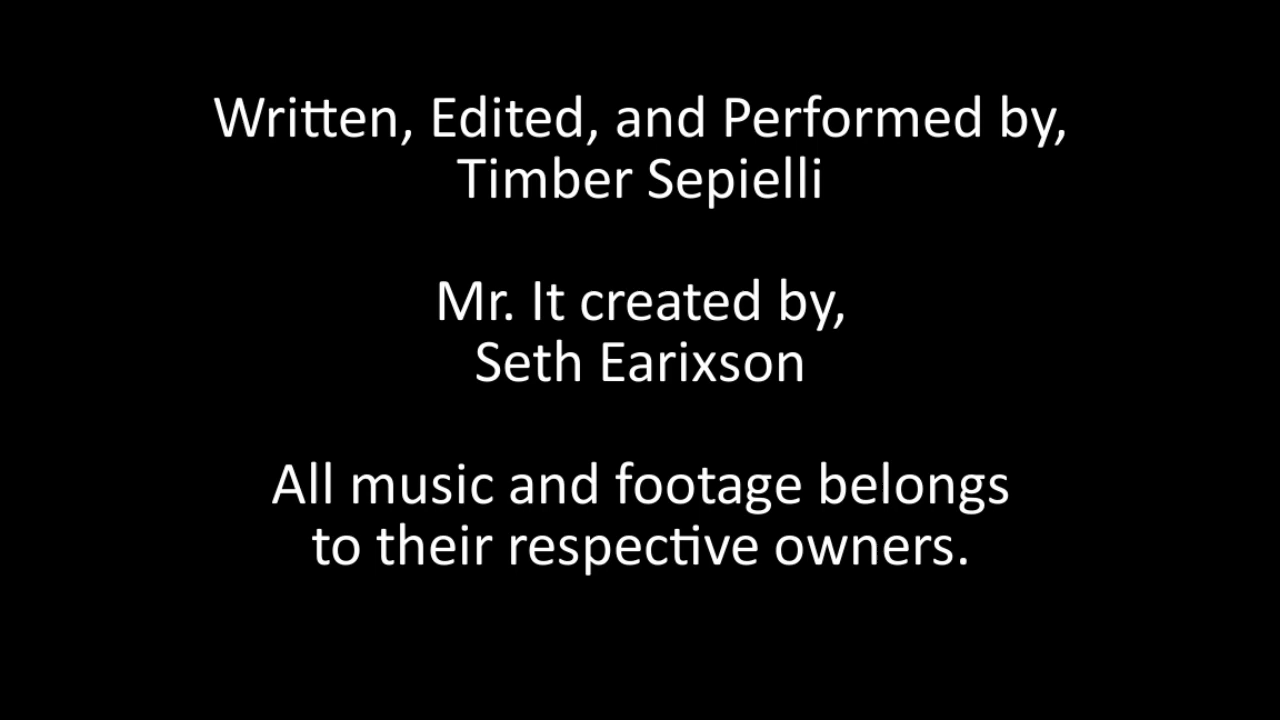 Written, Edited, and Performed by,
Timber Sepielli
Mr. It created by,
Seth Earixson
All music and footage belongs
to their respective owners.